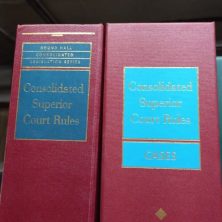 CONSOLIDATED
LEGISLATION SERIES
Consolidated
Superior
Court Rules
Consolidated
Superior
Court Rules
CASES